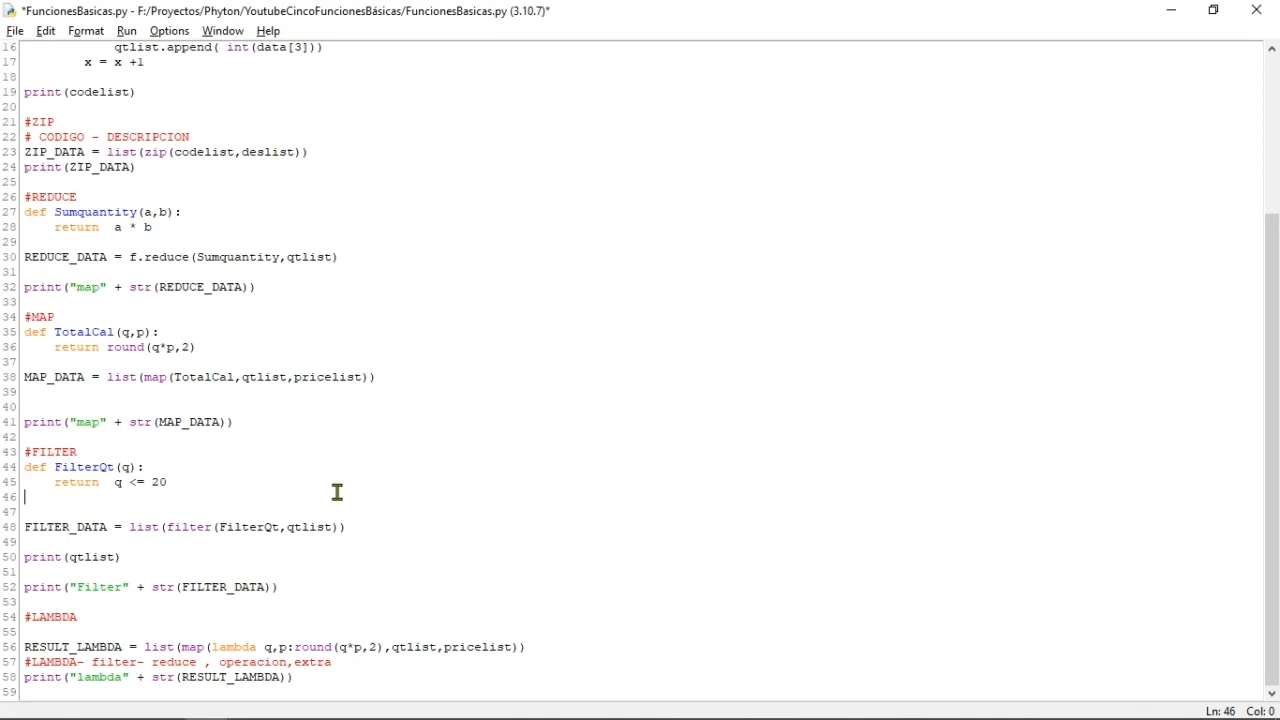 *FuncionesBasicas.py - F:/Proyectos/Phyton/YoutubeCincoFuncionesBásicas/FuncionesBasicas.py (3.10.7)*
File Edit Format Run Options Window Help
16 qtlist.append( int(data[3]))
17 x = x +1
18
19 print(codelist)
20
21 #ZIP
22 # CODIGO - DESCRIPCION
23 ZIP_DATA = list(zip(codelist,deslist))
24 print(ZIP_DATA)
25
26 #REDUCE
27 def Sumquantity(a,b):
28 return  a * b
29
30 REDUCE_DATA = f.reduce(Sumquantity,qtlist)
31
32 print("map" + str(REDUCE_DATA))
33
34 #MAP
35 def TotalCal(q,p):
36 return round(q*p,2)
37
38 MAP_DATA = list(map(TotalCal,qtlist,pricelist))
39
40
41 print("map" + str(MAP_DATA))
42
43 #FILTER
44 def FilterQt(q):
45 return  q <= 20
46
47
48 FILTER_DATA = list(filter(FilterQt,qtlist))
49
50 print(qtlist)
51
52 print("Filter" + str(FILTER_DATA))
53
54 #LAMBDA
55
56 RESULT_LAMBDA = list(map(lambda q,p:round(q*p,2),qtlist,pricelist))
57 #LAMBDA- filter- reduce , operacion,extra
58 print("lambda" + str(RESULT_LAMBDA))
59
Ln: 46 Col: 0